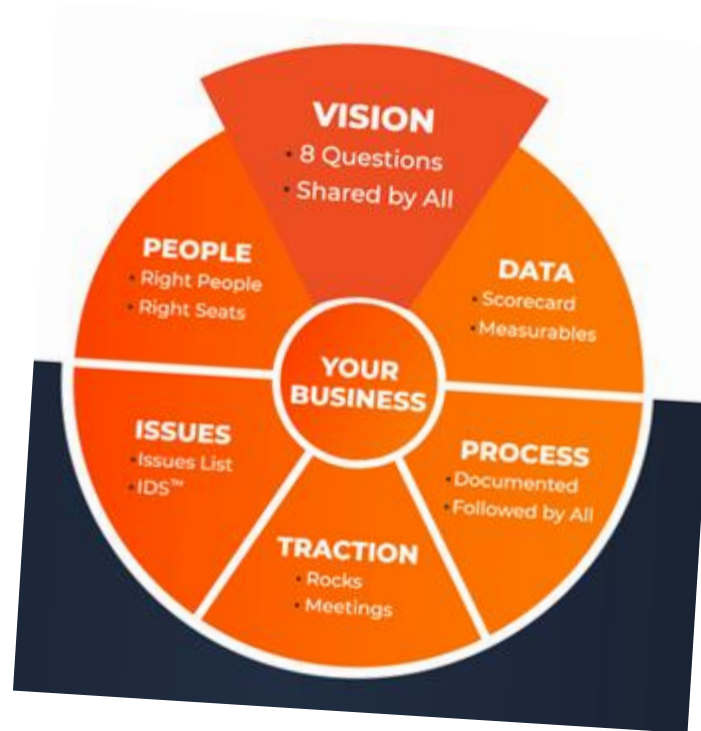 VISION
• 8 Questions
• Shared by All
PEOPLE
• Right People
• Right Seats
DATA
• Scorecard
• Measurables
YOUR
BUSINESS
ISSUES
• Issues List
• IDS™
PROCESS
• Documented
• Followed by All
TRACTION
• Rocks
• Meetings